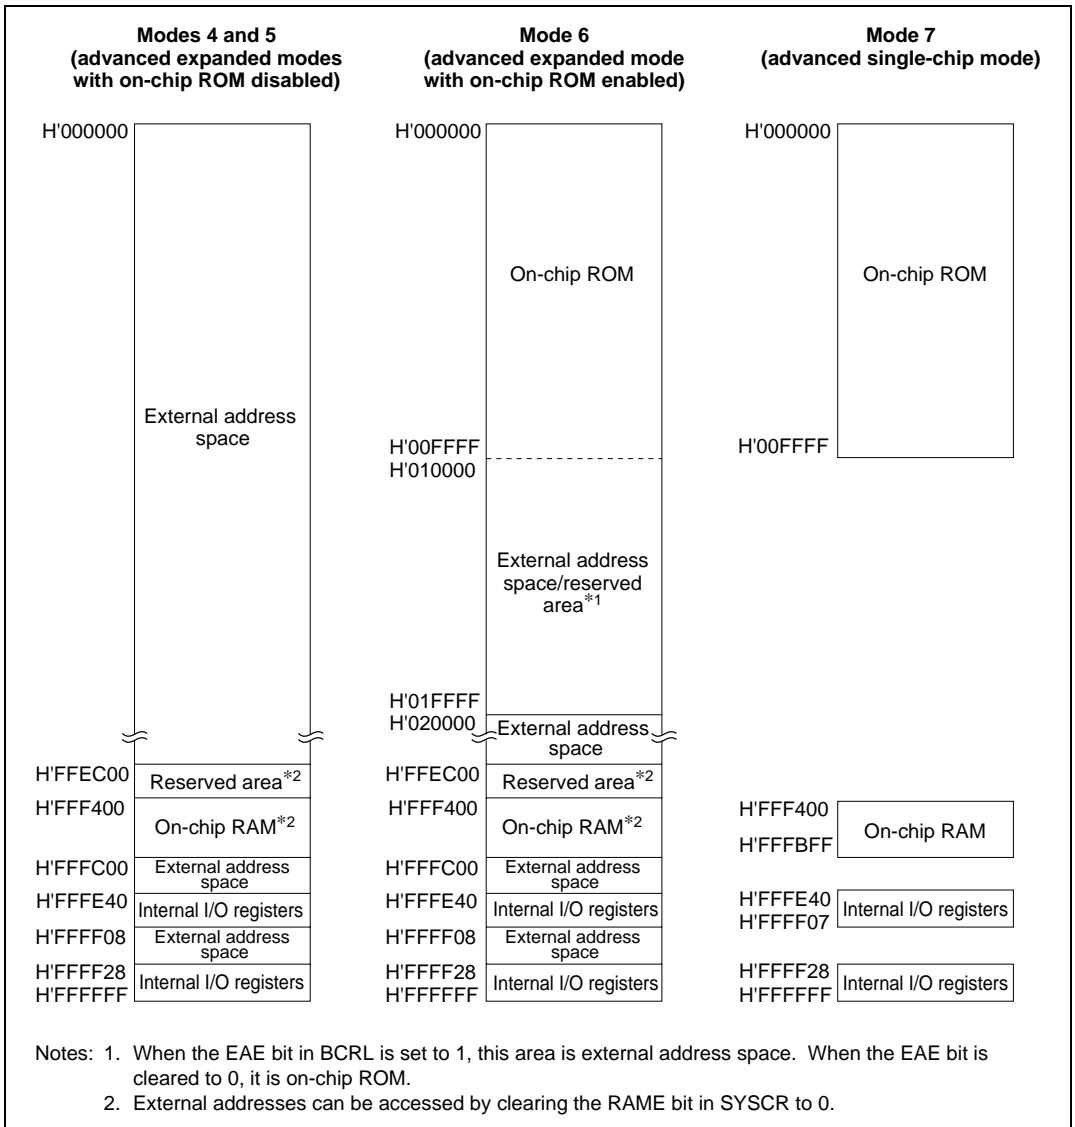 Modes 4 and 5
(advanced expanded modes
with on-chip ROM disabled)
H'000000
External address
space
H'FFEC00
Reserved area*2
H'FFF400
On-chip RAM*2
H'FFFC00
External address
space
H'FFFE40
Internal I/O registers
H'FFFF08
External address
space
H'FFFF28
Internal I/O registers
H'FFFFFF
Mode 6
(advanced expanded mode
with on-chip ROM enabled)
H'000000
On-chip ROM
H'00FFFF
H'010000
External address
space/reserved
area*1
H'01FFFF
H'020000
External address
space
H'FFEC00
Reserved area*2
H'FFF400
On-chip RAM*2
H'FFFC00
External address
space
H'FFFE40
Internal I/O registers
H'FFFF08
External address
space
H'FFFF28
Internal I/O registers
H'FFFFFF
Mode 7
(advanced single-chip mode)
H'000000
On-chip ROM
H'00FFFF
H'FFF400
On-chip RAM
H'FFFBFF
H'FFFE40
Internal I/O registers
H'FFFF07
H'FFFF28
Internal I/O registers
H'FFFFFF
Notes: 1. When the EAE bit in BCRL is set to 1, this area is external address space. When the EAE bit is
cleared to 0, it is on-chip ROM.
2. External addresses can be accessed by clearing the RAME bit in SYSCR to 0.